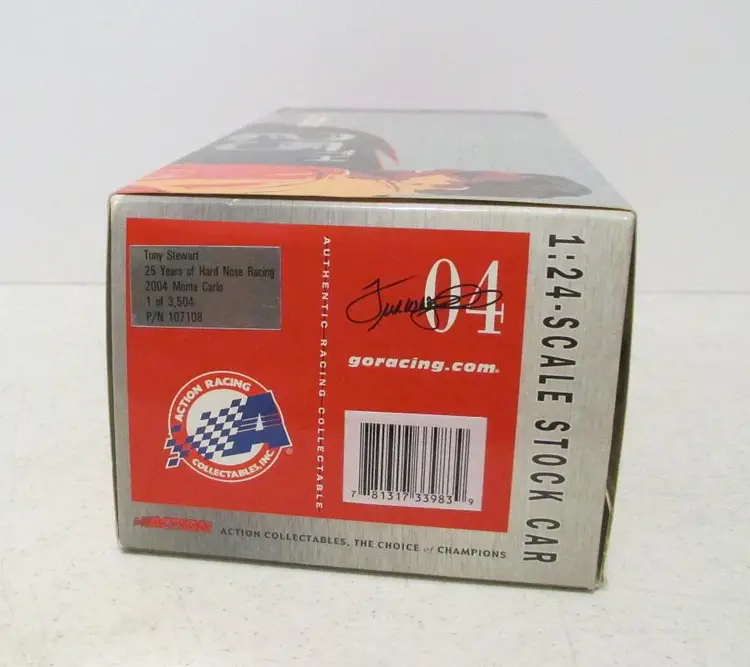 Tony Stewart
25 Years of Hard Nose Racing
2004 Monte Carlo
1 of 3,504
P/N 107108
AUTHENTIC RACING COLLECTABLE
04
goracing.com®
1:24-SCALE STOCK CAR
ACTION RACING
A
COLLECTABLES, INC.
®
7 81317 33983 9
ACTION
ACTION COLLECTABLES, THE CHOICE of CHAMPIONS